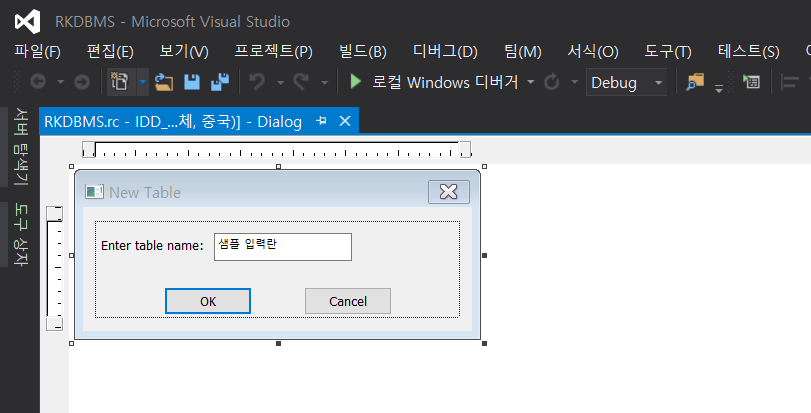 RKDBMS - Microsoft Visual Studio
파일(F) 편집(E) 보기(V) 프로젝트(P) 빌드(B) 디버그(D) 팀(M) 서식(O) 도구(T) 테스트(S)
로컬 Windows 디버거 Debug
RKDBMS.rc - IDD_...체, 중국)] - Dialog
서버 탐색기
도구 상자
New Table
Enter table name: 샘플 입력란
OK Cancel